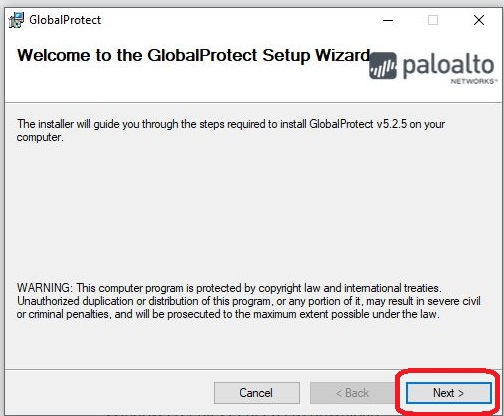 GlobalProtect
Welcome to the GlobalProtect Setup Wizard
paloalto
NETWORKS®
The installer will guide you through the steps required to install GlobalProtect v5.2.5 on your
computer.
WARNING: This computer program is protected by copyright law and international treaties.
Unauthorized duplication or distribution of this program, or any portion of it, may result in severe civil
or criminal penalties, and will be prosecuted to the maximum extent possible under the law.
Cancel
< Back
Next >